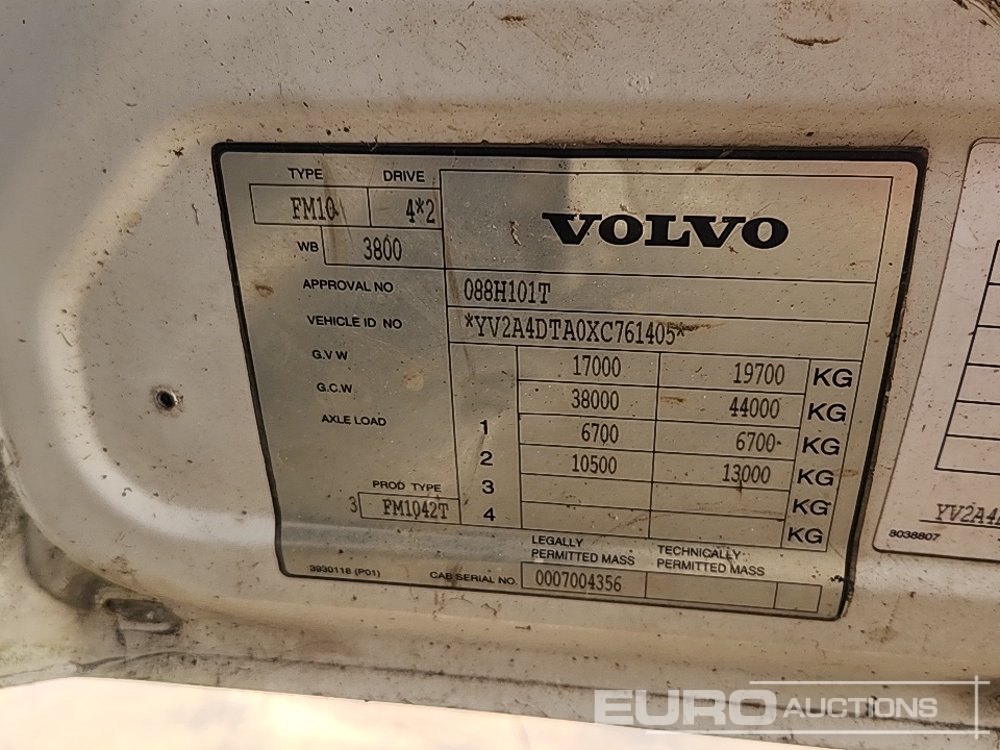 TYPE DRIVE
FM10 4*2
VOLVO
WB 3800
APPROVAL NO 088H101T
VEHICLE ID NO *YV2A4DTA0XC761405*
G.V.W 17000 19700 KG
G.C.W 38000 44000 KG
AXLE LOAD 1 6700 6700 KG
2 10500 13000 KG
3 KG
4 KG
PROD TYPE
3 FM1042T
LEGALLY PERMITTED MASS
TECHNICALLY PERMITTED MASS
3930118 (P01) CAB SERIAL NO. 0007004356
YV2A4
8038807
EURO AUCTIONS